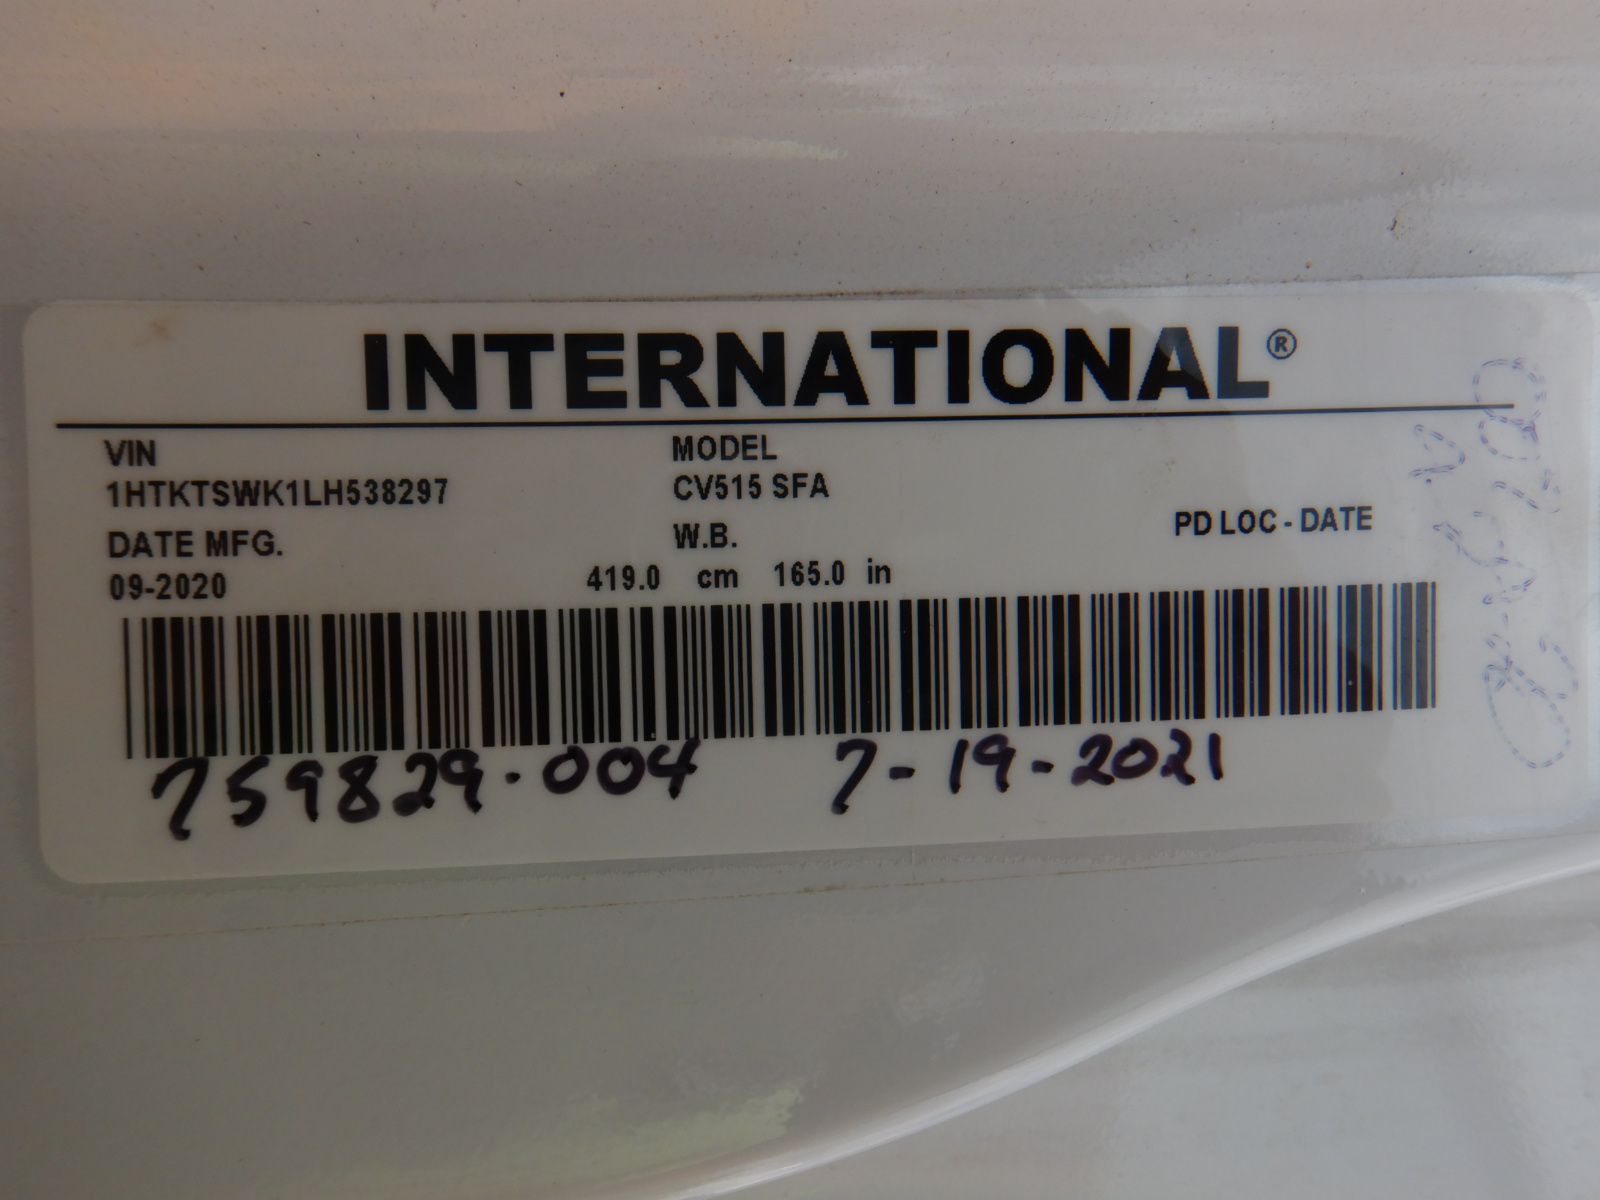 INTERNATIONAL®
VIN
1HTKTSWK1LH538297
MODEL
CV515 SFA
DATE MFG.
09-2020
W.B.
419.0 cm 165.0 in
PD LOC - DATE
759829.004 7-19-2021